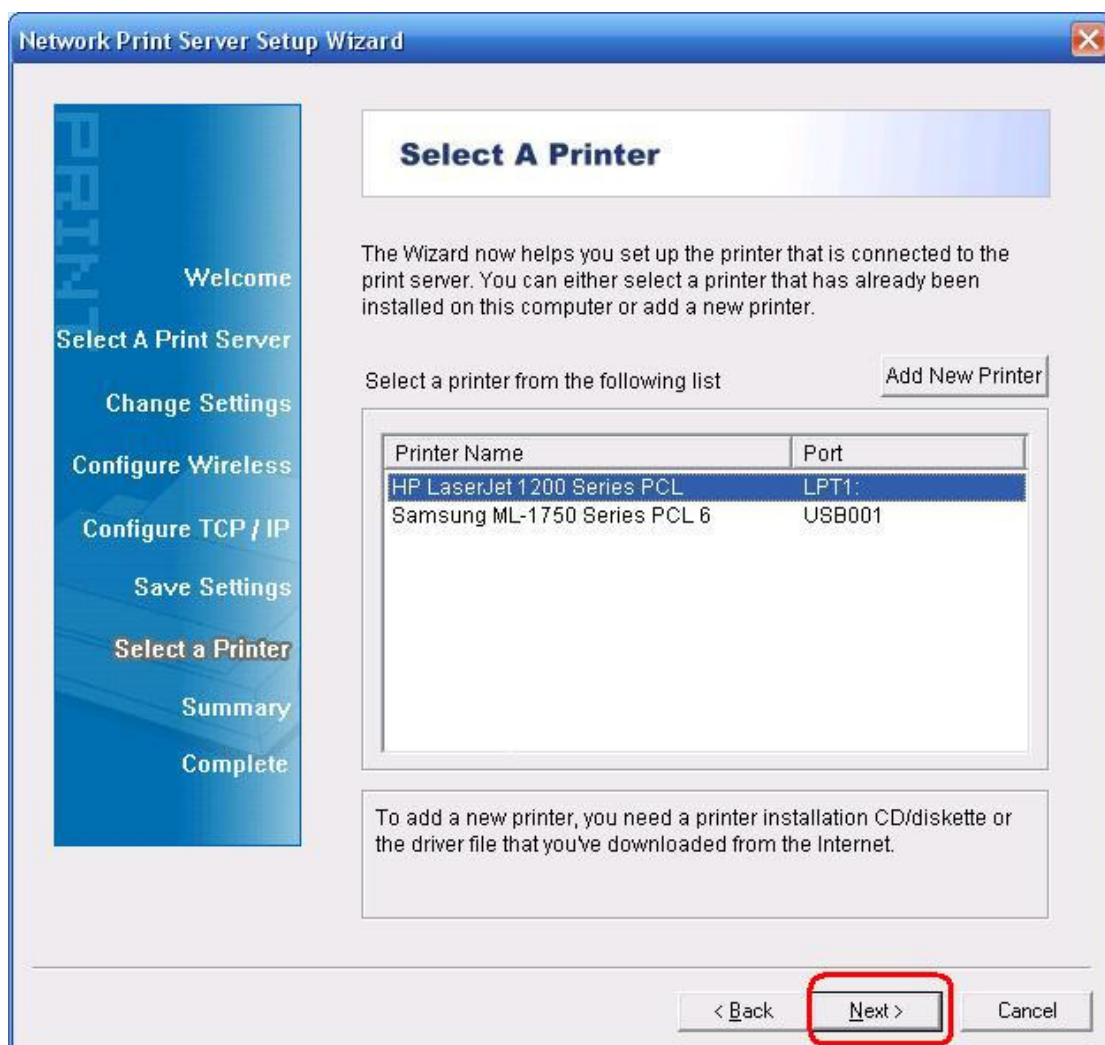 Network Print Server Setup Wizard
PRINT
Welcome
Select A Print Server
Change Settings
Configure Wireless
Configure TCP / IP
Save Settings
Select a Printer
Summary
Complete
Select A Printer
The Wizard now helps you set up the printer that is connected to the
print server. You can either select a printer that has already been
installed on this computer or add a new printer.
Select a printer from the following list
Add New Printer
Printer Name Port
HP LaserJet 1200 Series PCL LPT1:
Samsung ML-1750 Series PCL 6 USB001
To add a new printer, you need a printer installation CD/diskette or
the driver file that you've downloaded from the Internet.
< Back Next > Cancel